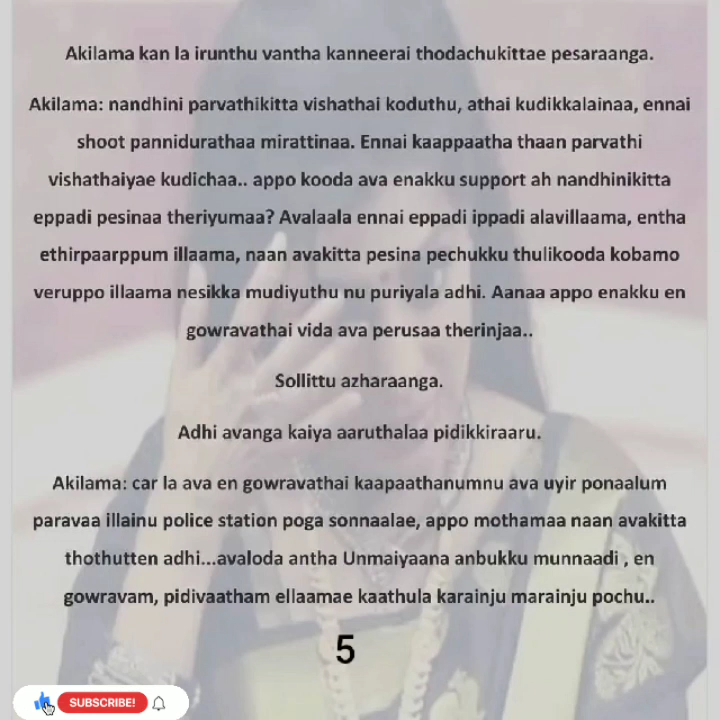 Akilama kan la irunthu vantha kanneerai thodachukittae pesaraanga.
Akilama: nandhini parvathikitta vishathai koduthu, athai kudikkalainaa, ennai
shoot pannidurathaa mirattinaa. Ennai kaappaatha thaan parvathi
vishathaiyae kudichaa.. appo kooda ava enakku support ah nandhinikitta
eppadi pesinaa theriyumaa? Avalaala ennai eppadi ippadi alavillaama, entha
ethirpaarppum illaama, naan avakitta pesina pechukku thulikooda kobamo
veruppo illaama nesikka mudiyuthu nu puriyala adhi. Aanaa appo enakku en
gowravathai vida ava perusaa therinjaa..
Sollittu azharaanga.
Adhi avanga kaiya aaruthalaa pidikkiraaru.
Akilama: car la ava en gowravathai kaapaathanumnu ava uyir ponaalum
paravaa illainu police station poga sonnaalae, appo mothamaa naan avakitta
thothutten adhi...avaloda antha Unmaiyaana anbukku munnaadi , en
gowravam, pidivaatham ellaamae kaathula karainju marainju pochu..
5
SUBSCRIBE!